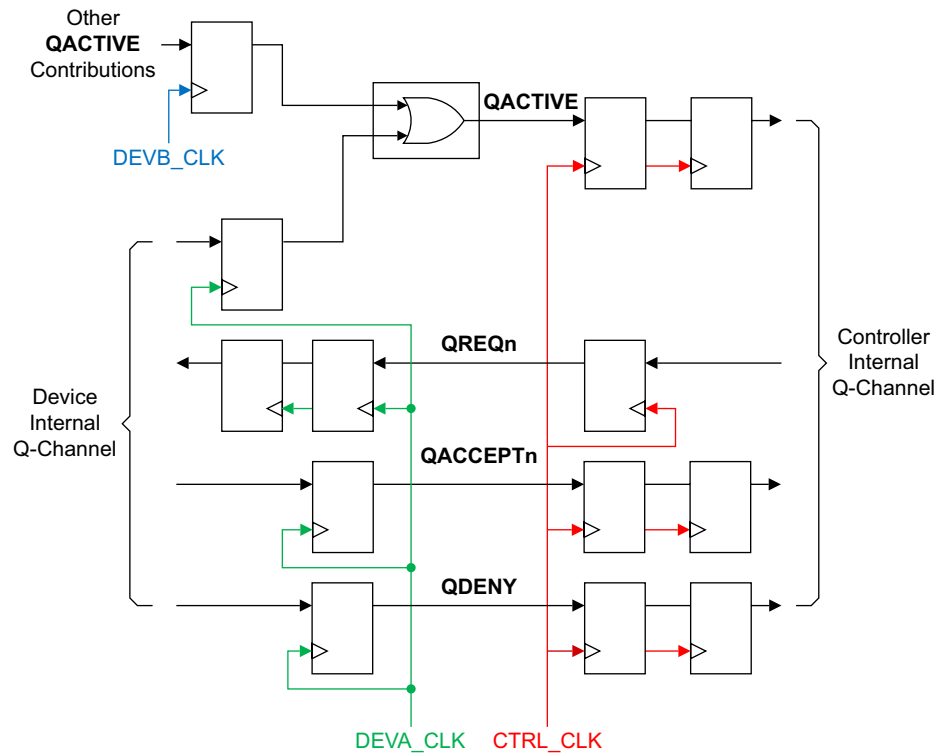 Other
QACTIVE
Contributions
QACTIVE
DEVB_CLK
QREQn
Controller
Internal
Q-Channel
Device
Internal
Q-Channel
QACCEPTn
QDENY
DEVA_CLK
CTRL_CLK